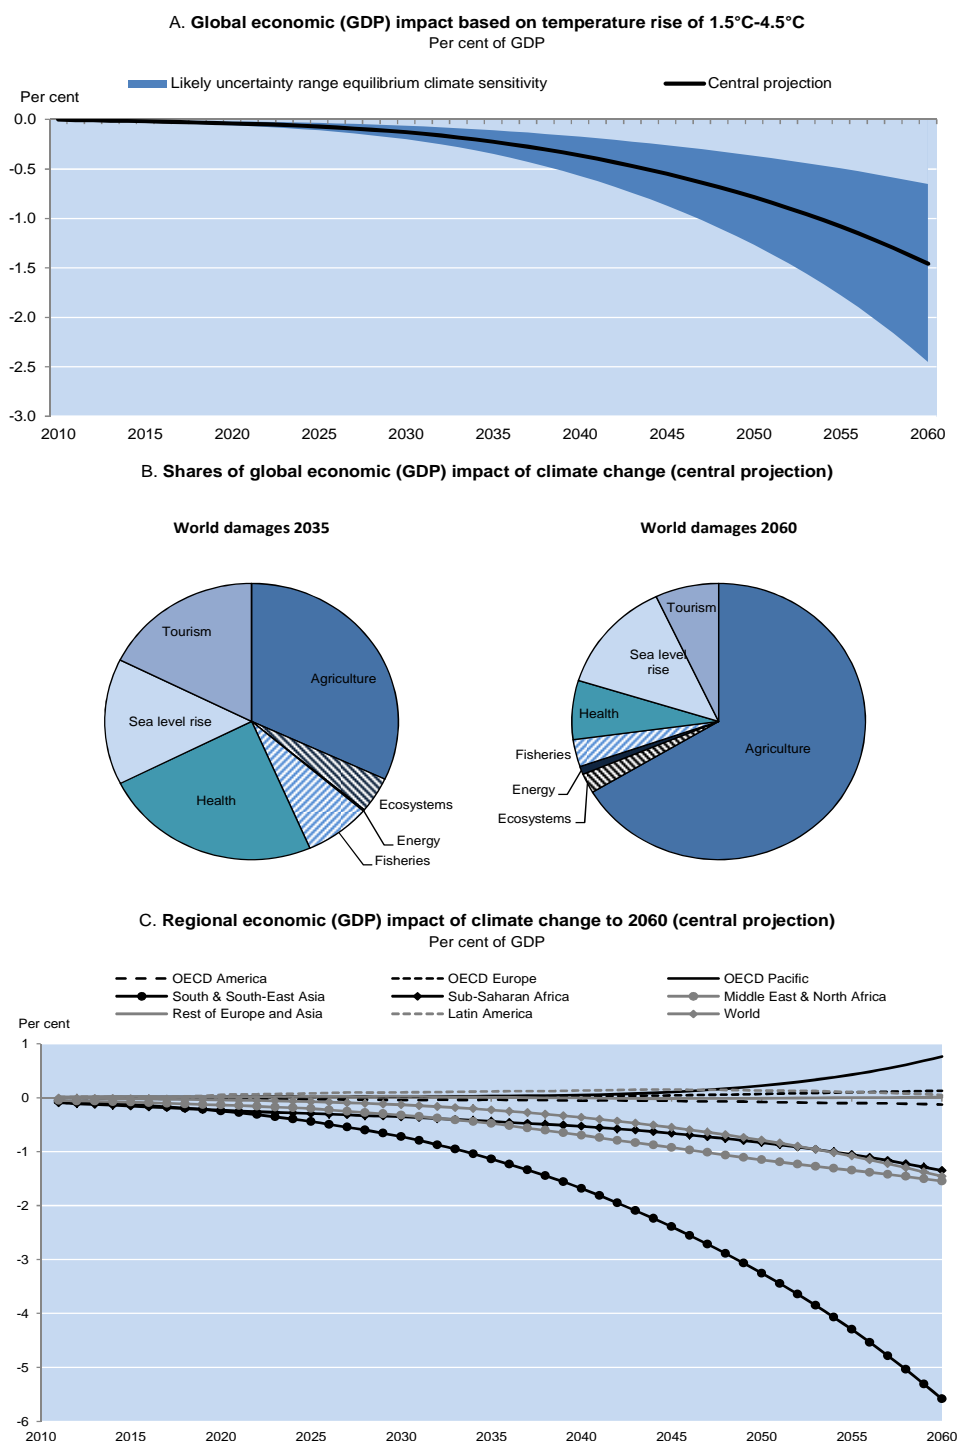 A. Global economic (GDP) impact based on temperature rise of 1.5°C-4.5°C
Per cent of GDP
Likely uncertainty range equilibrium climate sensitivity
Central projection
Per cent
0.0
-0.5
-1.0
-1.5
-2.0
-2.5
-3.0
2010 2015 2020 2025 2030 2035 2040 2045 2050 2055 2060
B. Shares of global economic (GDP) impact of climate change (central projection)
World damages 2035
Tourism
Agriculture
Sea level rise
Health
Ecosystems
Energy
Fisheries
World damages 2060
Tourism
Sea level
rise
Health
Agriculture
Fisheries
Energy
Ecosystems
C. Regional economic (GDP) impact of climate change to 2060 (central projection)
Per cent of GDP
OECD America OECD Europe OECD Pacific
South & South-East Asia Sub-Saharan Africa Middle East & North Africa
Rest of Europe and Asia Latin America World
Per cent
1
0
-1
-2
-3
-4
-5
-6
2010 2015 2020 2025 2030 2035 2040 2045 2050 2055 2060